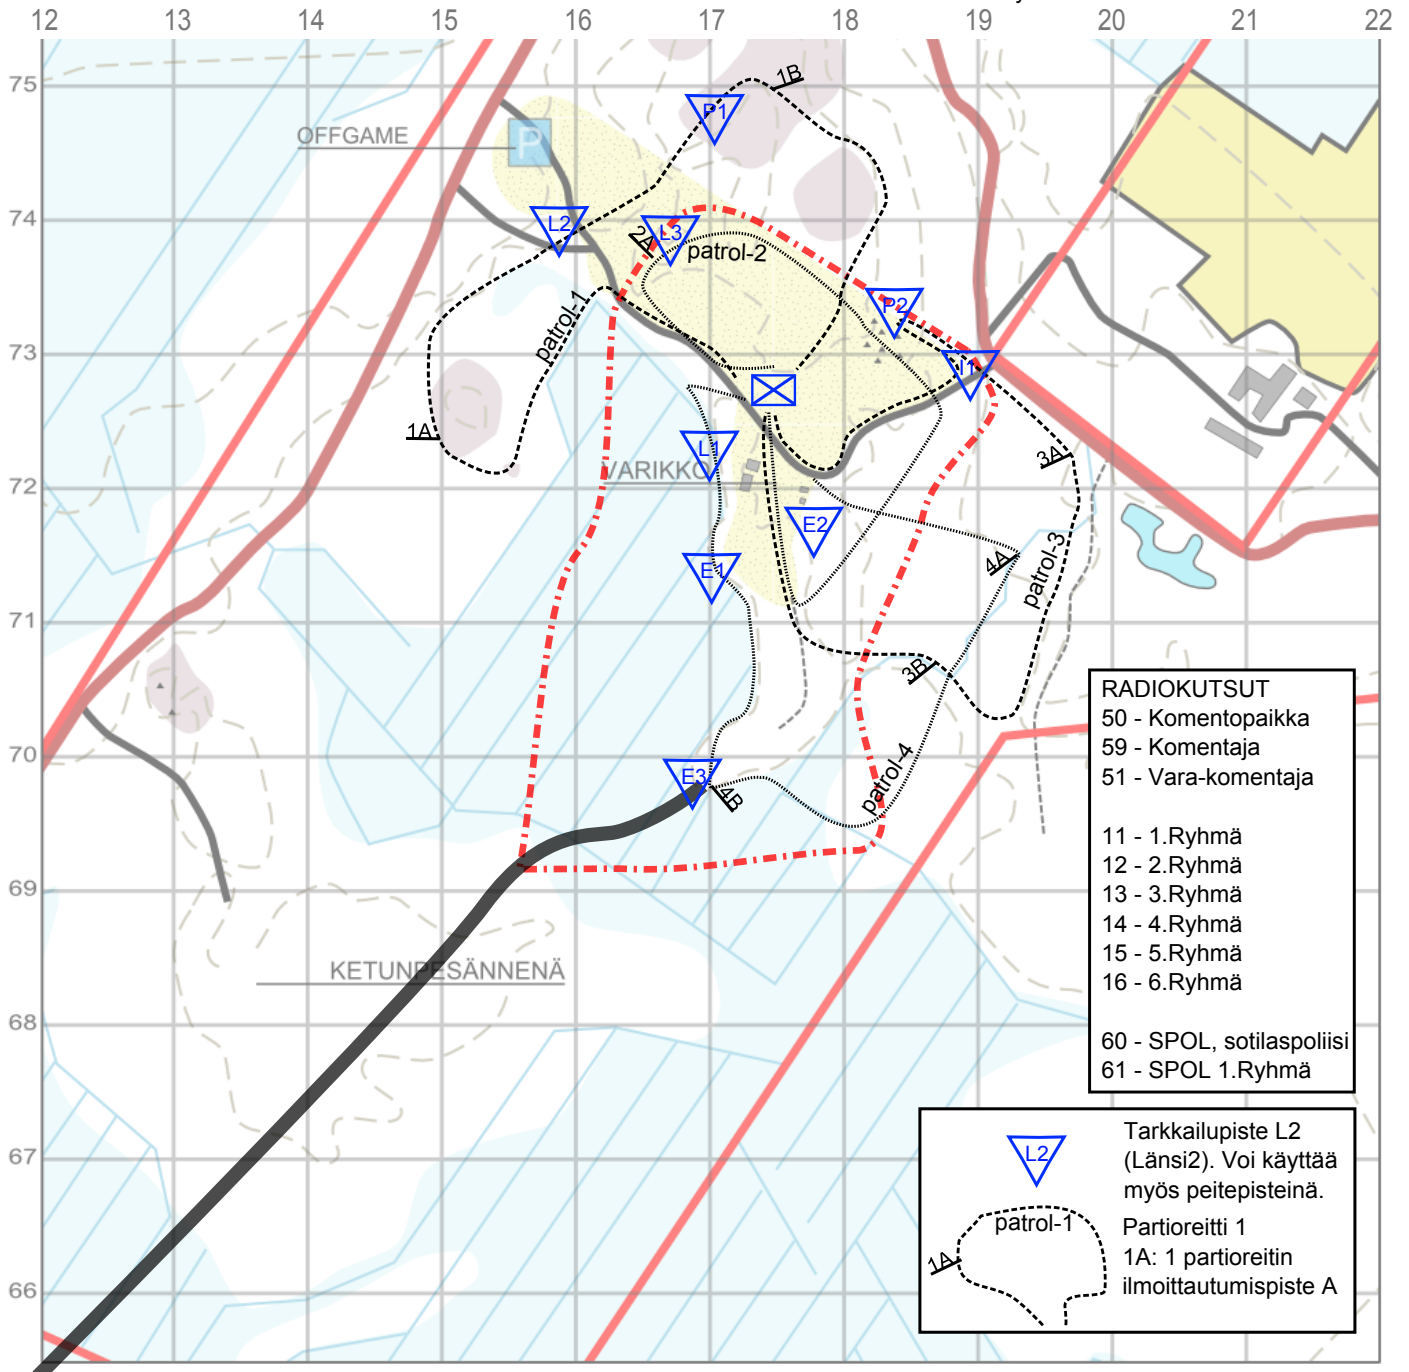 12 13 14 15 16 17 18 19 20 21 22
75
74
73
72
71
70
69
68
67
66
1B
P1
OFFGAME
P
L2
L3
2A
patrol-2
patrol-1
P2
I1
1A
L1
VARIKKO
3A
E2
4A
patrol-3
E1
3B
E3
4B
patrol-4
KETUNPESÄNNENÄ
RADIOKUTSUT
50 - Komentopaikka
59 - Komentaja
51 - Vara-komentaja
11 - 1.Ryhmä
12 - 2.Ryhmä
13 - 3.Ryhmä
14 - 4.Ryhmä
15 - 5.Ryhmä
16 - 6.Ryhmä
60 - SPOL, sotilaspoliisi
61 - SPOL 1.Ryhmä
L2
Tarkkailupiste L2
(Länsi2). Voi käyttää
myös peitepisteinä.
patrol-1
1A
Partioreitti 1
1A: 1 partioreitin
ilmoittautumispiste A